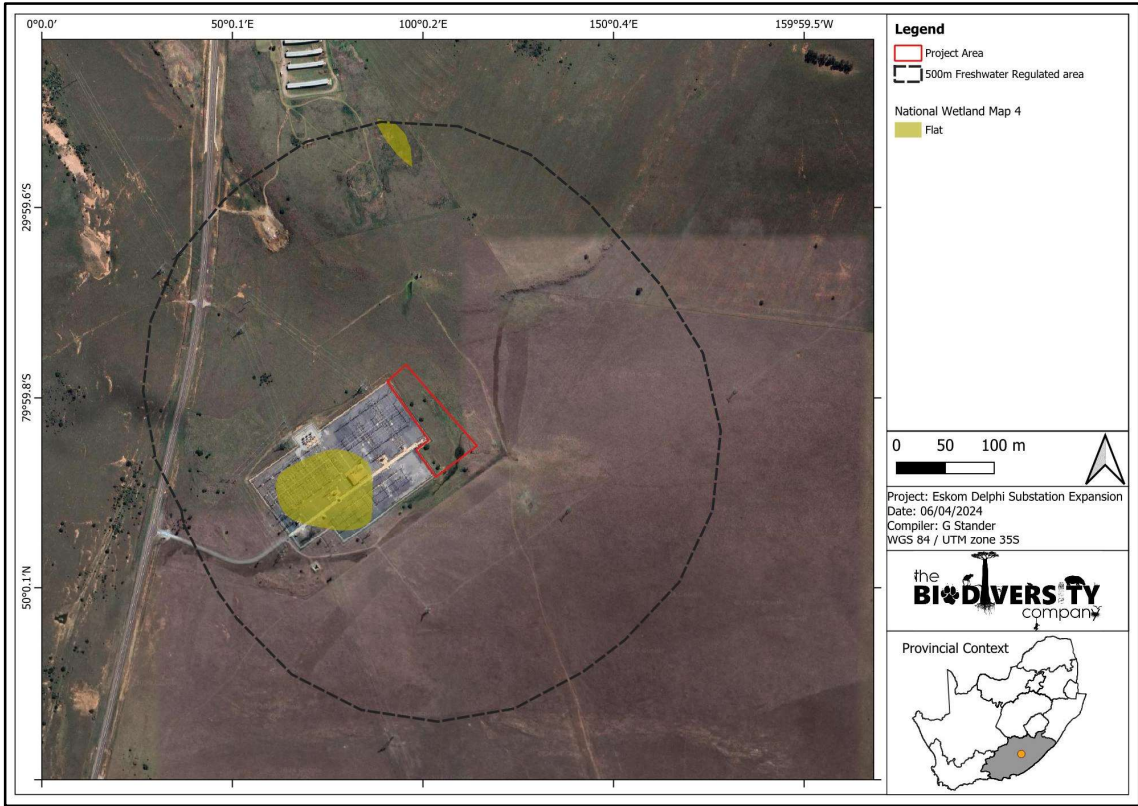 0°0.0′
50°0.1′E
100°0.2′E
150°0.4′E
159°59.5′W
29°59.6′S
79°59.8′S
50°0.1′N
Legend
Project Area
500m Freshwater Regulated area
National Wetland Map 4
Flat
0 50 100 m
Project: Eskom Delphi Substation Expansion
Date: 06/04/2024
Compiler: G Stander
WGS 84 / UTM zone 35S
the
BIODIVERSITY
company
Provincial Context